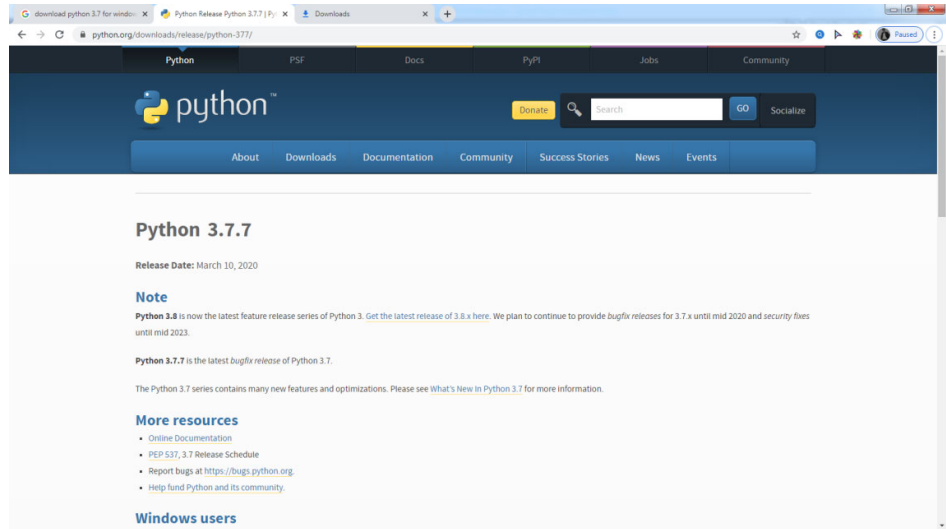 download python 3.7 for window
Python Release Python 3.7.7 | Py
Downloads
python.org/downloads/release/python-377/
Paused
Python PSF Docs PyPI Jobs Community
python™
Donate Search GO Socialize
About Downloads Documentation Community Success Stories News Events
Python 3.7.7
Release Date: March 10, 2020
Note
Python 3.8 is now the latest feature release series of Python 3. Get the latest release of 3.8.x here. We plan to continue to provide bugfix releases for 3.7.x until mid 2020 and security fixes
until mid 2023.
Python 3.7.7 is the latest bugfix release of Python 3.7.
The Python 3.7 series contains many new features and optimizations. Please see What's New In Python 3.7 for more information.
More resources
• Online Documentation
• PEP 537, 3.7 Release Schedule
• Report bugs at https://bugs.python.org.
• Help fund Python and its community.
Windows users